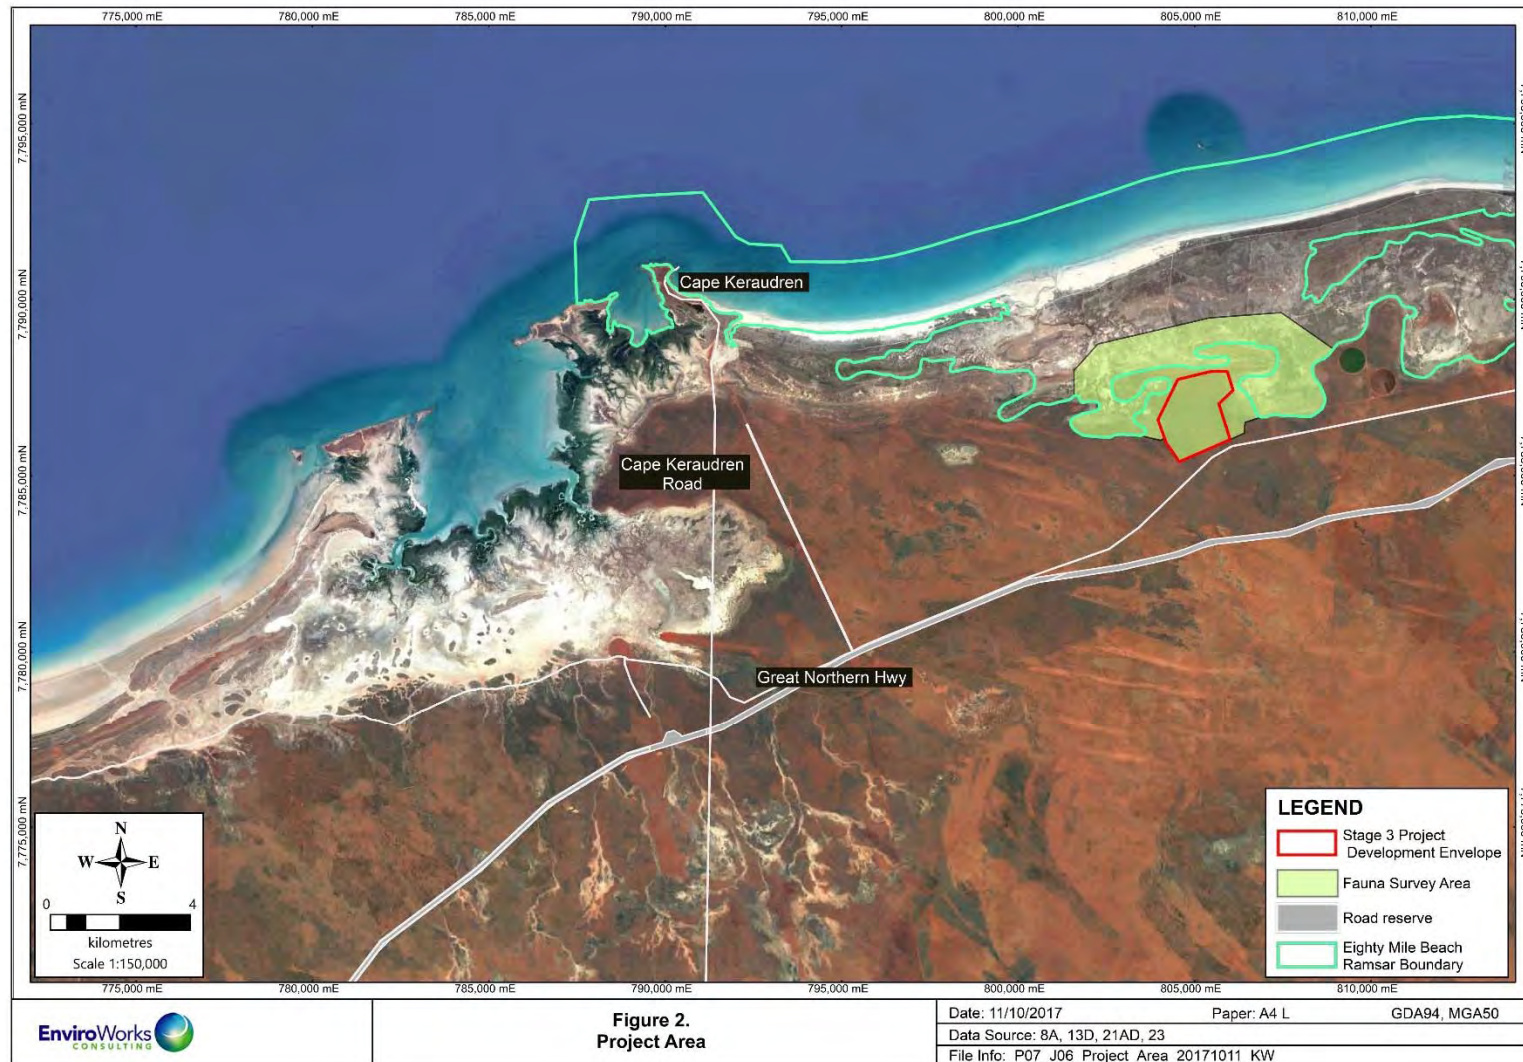 775,000 mE 780,000 mE 785,000 mE 790,000 mE 795,000 mE 800,000 mE 805,000 mE 810,000 mE
7,795,000 mN
7,790,000 mN
7,785,000 mN
7,780,000 mN
7,775,000 mN
Cape Keraudren
Cape Keraudren
Road
Great Northern Hwy
N
W E
S
0 4
kilometres
Scale 1:150,000
LEGEND
Stage 3 Project
Development Envelope
Fauna Survey Area
Road reserve
Eighty Mile Beach
Ramsar Boundary
775,000 mE 780,000 mE 785,000 mE 790,000 mE 795,000 mE 800,000 mE 805,000 mE 810,000 mE
EnviroWorks
CONSULTING
Figure 2.
Project Area
Date: 11/10/2017 Paper: A4 L GDA94, MGA50
Data Source: 8A, 13D, 21AD, 23
File Info: P07_J06_Project_Area_20171011_KW